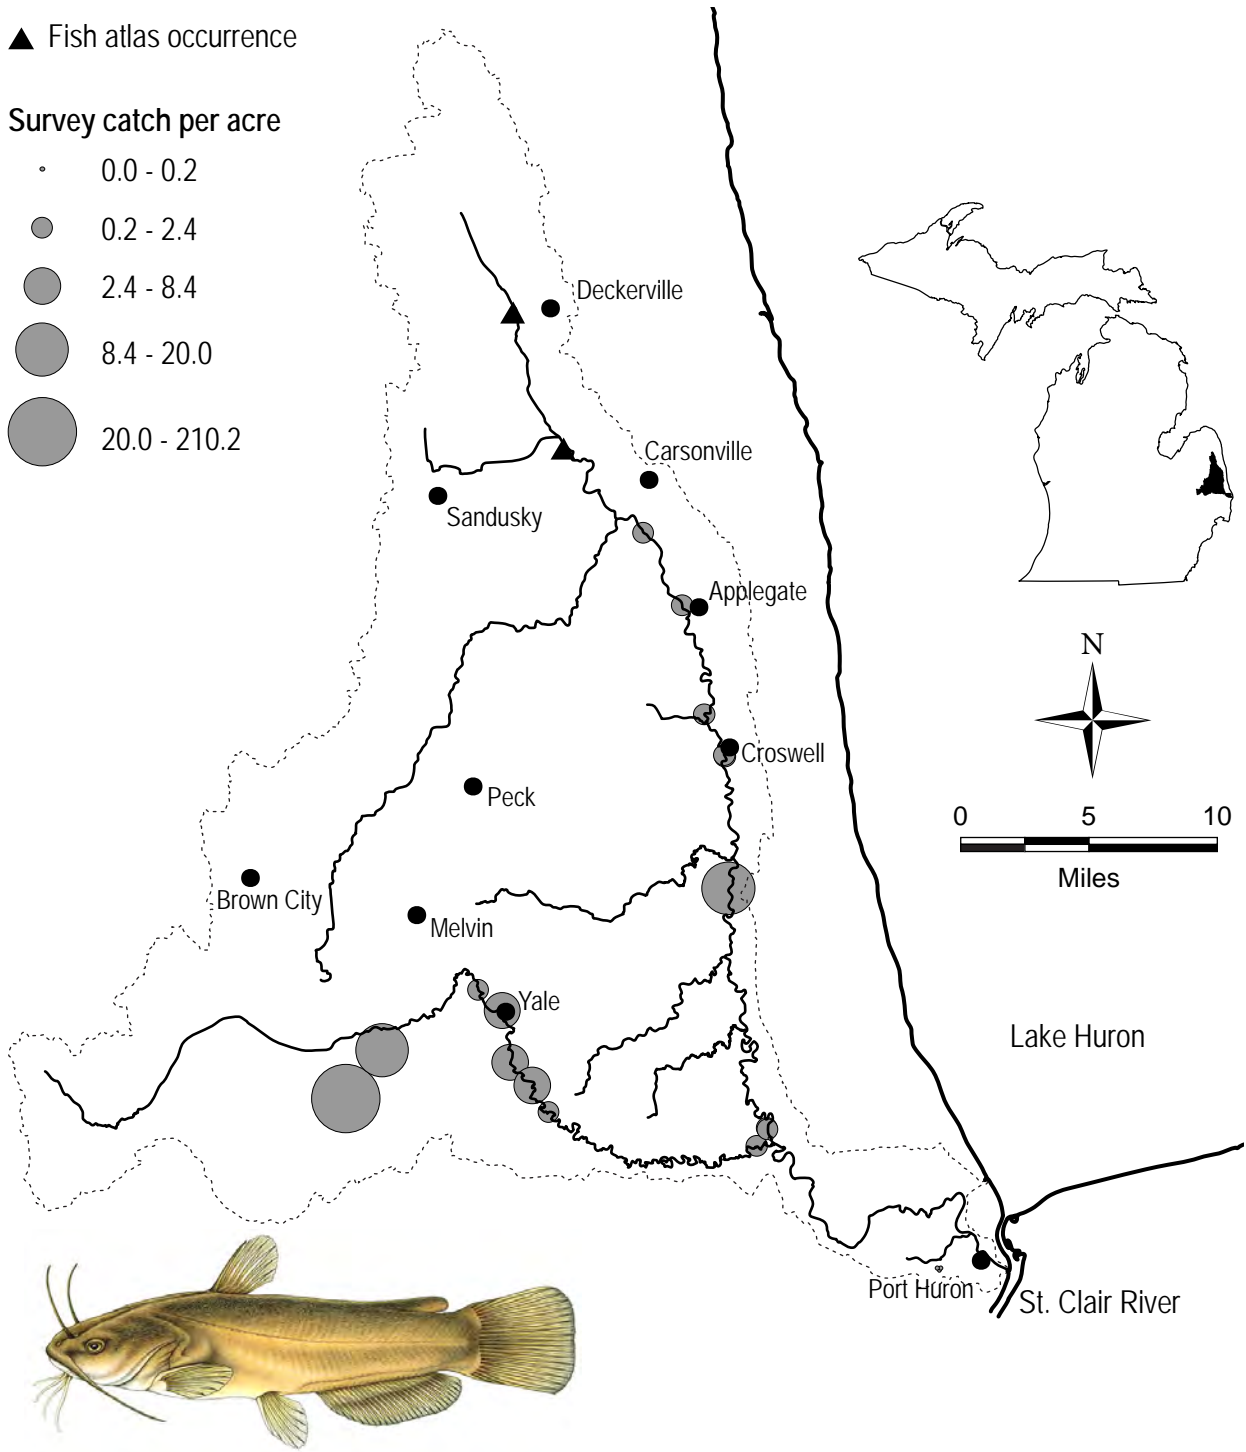 Fish atlas occurrence
Survey catch per acre
0.0 - 0.2
0.2 - 2.4
2.4 - 8.4
8.4 - 20.0
20.0 - 210.2
Deckerville
Carsonville
Sandusky
Applegate
N
Croswell
Peck
0 5 10
Miles
Brown City
Melvin
Yale
Lake Huron
Port Huron
St. Clair River